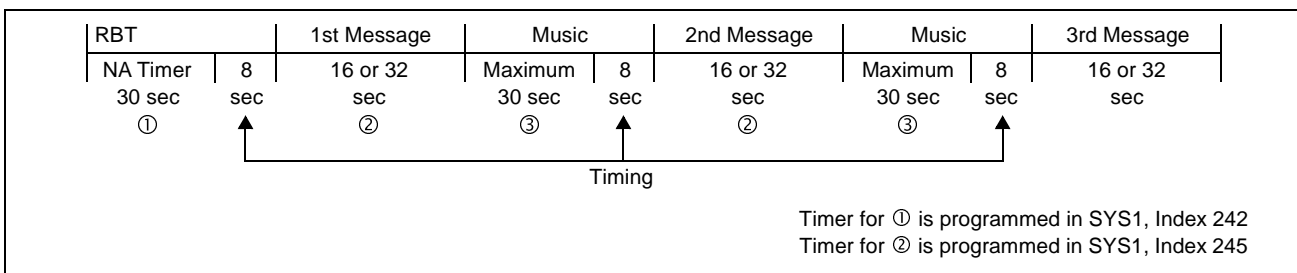 RBT 1st Message Music 2nd Message Music 3rd Message
NA Timer 8 16 or 32 Maximum 8 16 or 32 Maximum 8 16 or 32
30 sec sec sec 30 sec sec sec 30 sec sec sec
① ② ③ ② ③
Timing
Timer for ① is programmed in SYS1, Index 242
Timer for ② is programmed in SYS1, Index 245